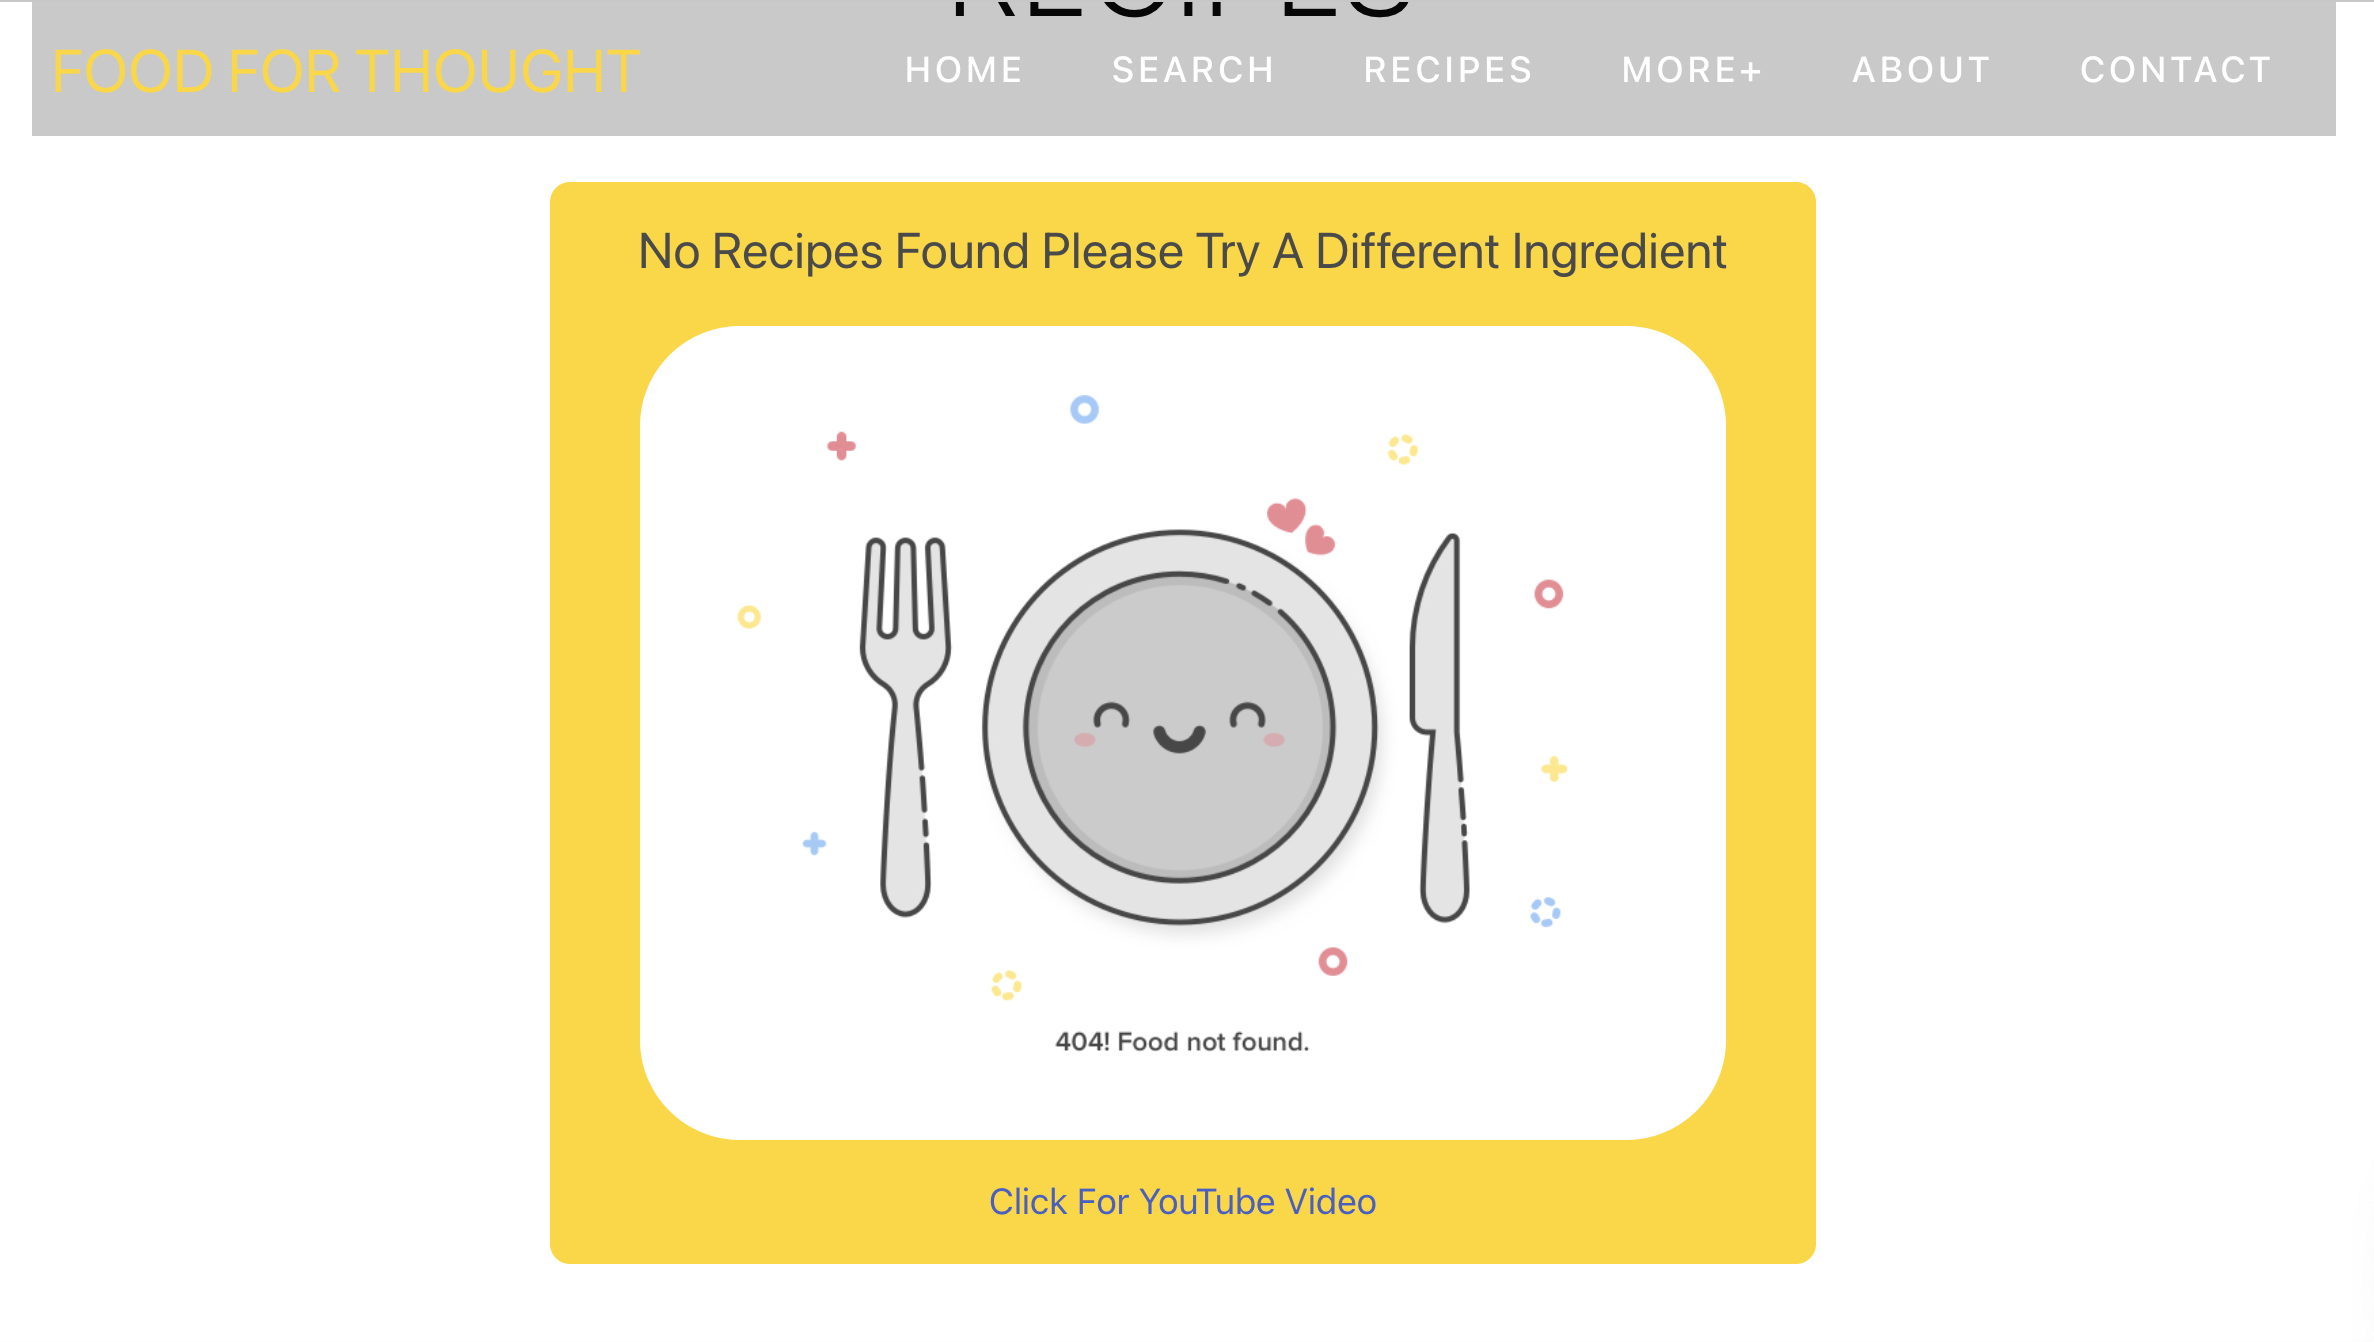 RECIPES
FOOD FOR THOUGHT
HOME SEARCH RECIPES MORE+ ABOUT CONTACT
No Recipes Found Please Try A Different Ingredient
404! Food not found.
Click For YouTube Video